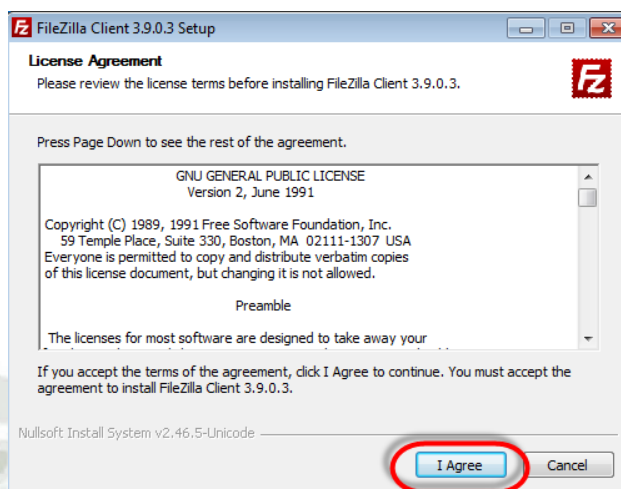 FileZilla Client 3.9.0.3 Setup
License Agreement
Please review the license terms before installing FileZilla Client 3.9.0.3.
Fz
Press Page Down to see the rest of the agreement.
GNU GENERAL PUBLIC LICENSE
Version 2, June 1991
Copyright (C) 1989, 1991 Free Software Foundation, Inc.
59 Temple Place, Suite 330, Boston, MA 02111-1307 USA
Everyone is permitted to copy and distribute verbatim copies
of this license document, but changing it is not allowed.
Preamble
The licenses for most software are designed to take away your
If you accept the terms of the agreement, click I Agree to continue. You must accept the
agreement to install FileZilla Client 3.9.0.3.
Nullsoft Install System v2.46.5-Unicode
I Agree
Cancel